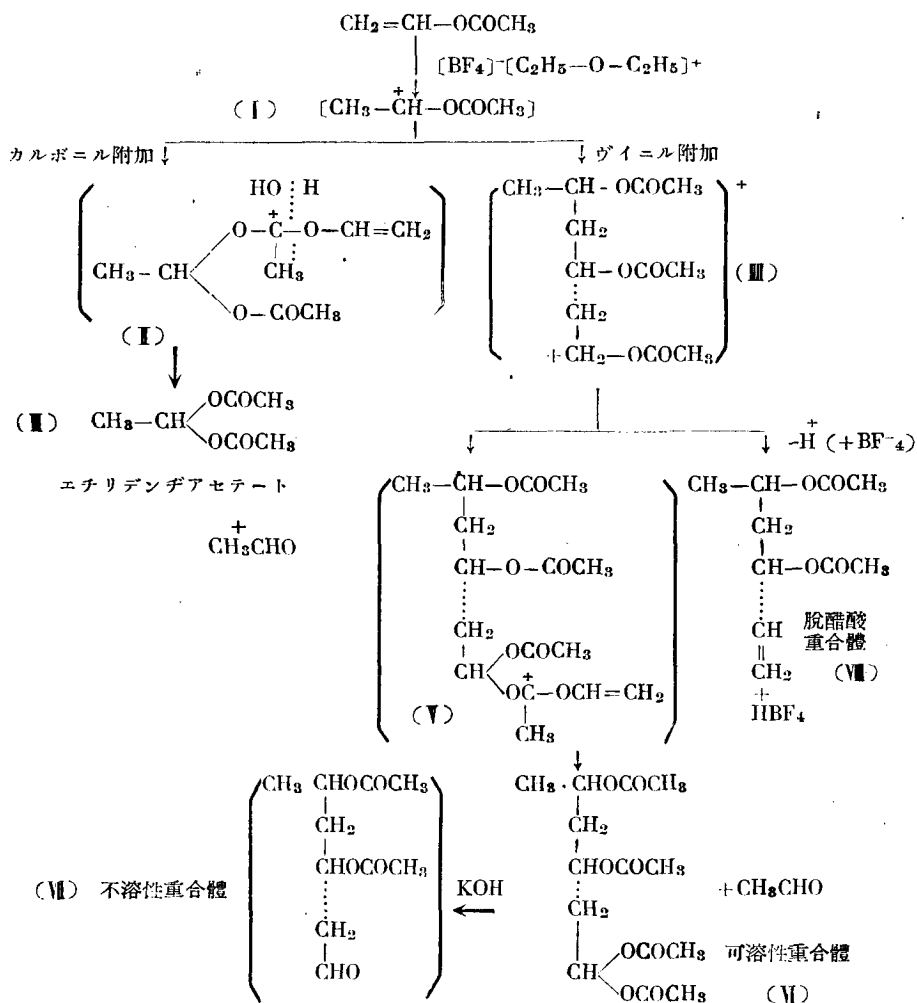 CH₂=CH-OCOCH₃
[BF₄]⁻[C₂H₅-O-C₂H₅]⁺
(I) [CH₃-C⁺H-OCOCH₃]
カルボニル附加 ↓ ↓ ヴイニル附加
HO H
O-C⁺-O-CH=CH₂
CH₃-CH CH₃
O-COCH₃
(II)
CH₃-CH-OCOCH₃ +
CH₂
CH-OCOCH₃ (III)
CH₂
+CH₂-OCOCH₃
(III) CH₃-CH OCOCH₃
OCOCH₃
エチリデンヂアセテート
+
CH₃CHO
-H⁺(+BF⁻₄)
CH₃-CH-OCOCH₃
CH₂
CH-O-COCH₃
CH₂
CH OCOCH₃
OC⁺-OCH=CH₂
(V) CH₃
CH₃-CH-OCOCH₃
CH₂
CH-OCOCH₃
CH 脫醋酸
‖ 重合體
CH₂ (VIII)
+
HBF₄
CH₃ CHOCOCH₃
CH₂
CHOCOCH₃
(VII) 不溶性重合體
CH₂
CHO
KOH
CH₃·CHOCOCH₃
CH₂
CHOCOCH₃
+CH₃CHO
CH₂
CH OCOCH₃ 可溶性重合體
OCOCH₃ (VI)